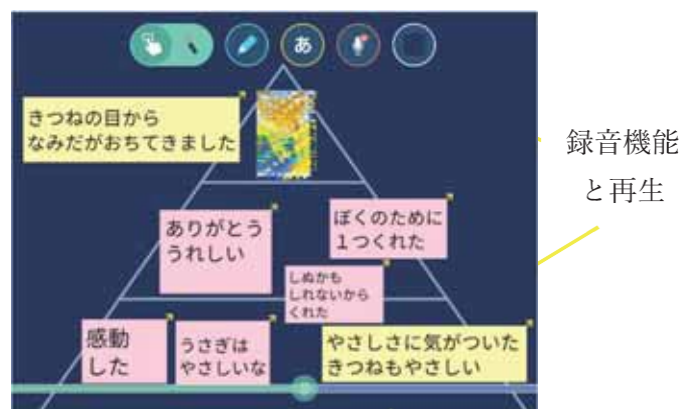 あ
きつねの目から
なみだがおちてきました
録音機能
と再生
ありがとう
うれしい
ぼくのために
1つくれた
しぬかも
しれないから
くれた
感動
した
うさぎは
やさしいな
やさしさに気がついた
きつねもやさしい